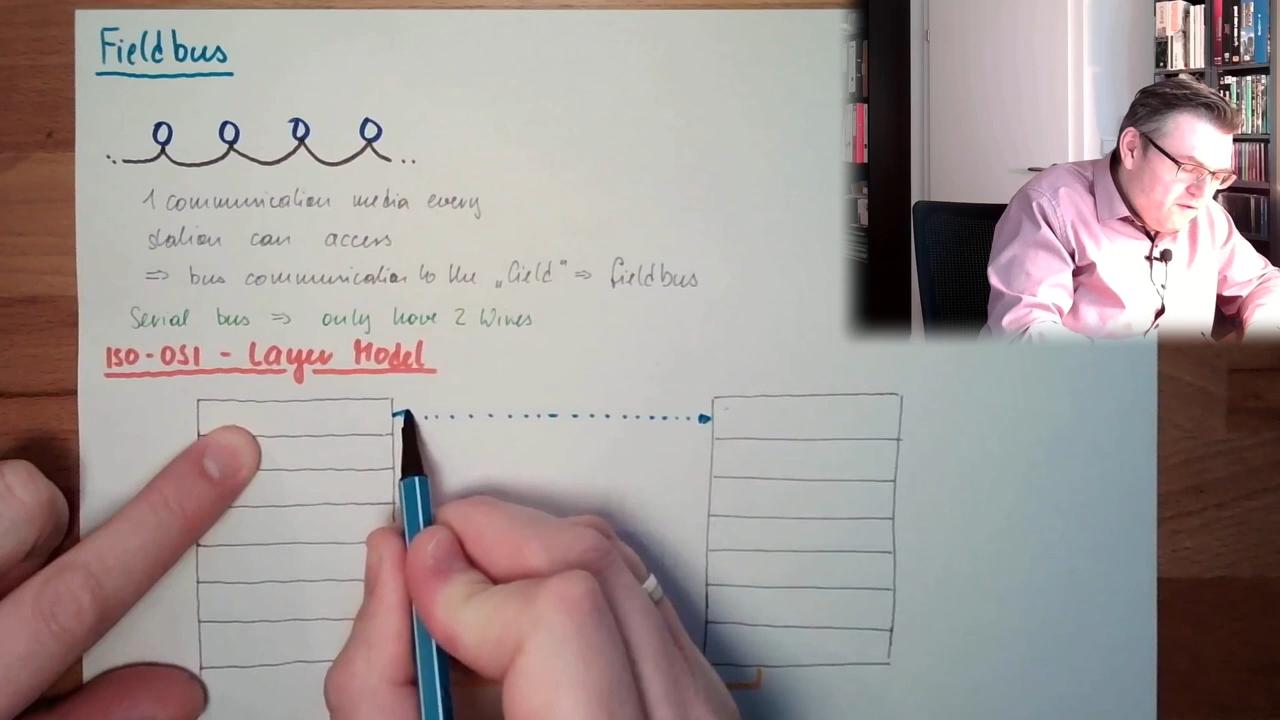 Fieldbus
1 communication media every
station can access
⇒ bus communication to the „field" ⇒ fieldbus
Serial bus ⇒ only have 2 Wires
ISO-OSI - Layer Model